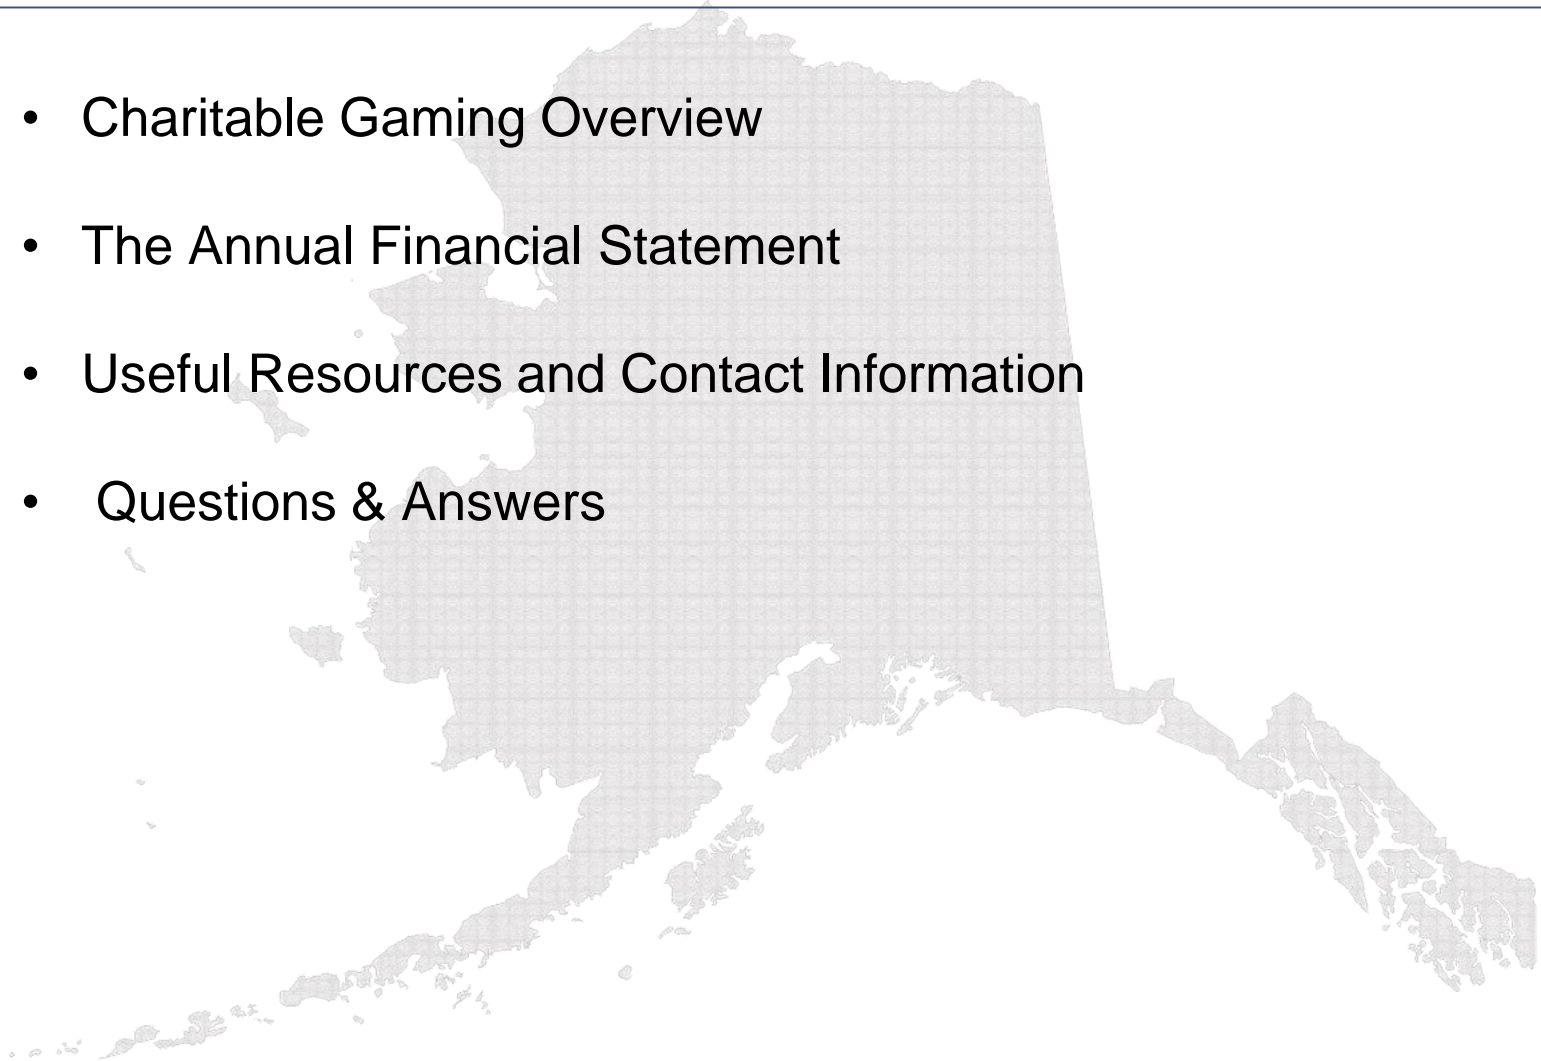 • Charitable Gaming Overview
• The Annual Financial Statement
• Useful Resources and Contact Information
• Questions & Answers